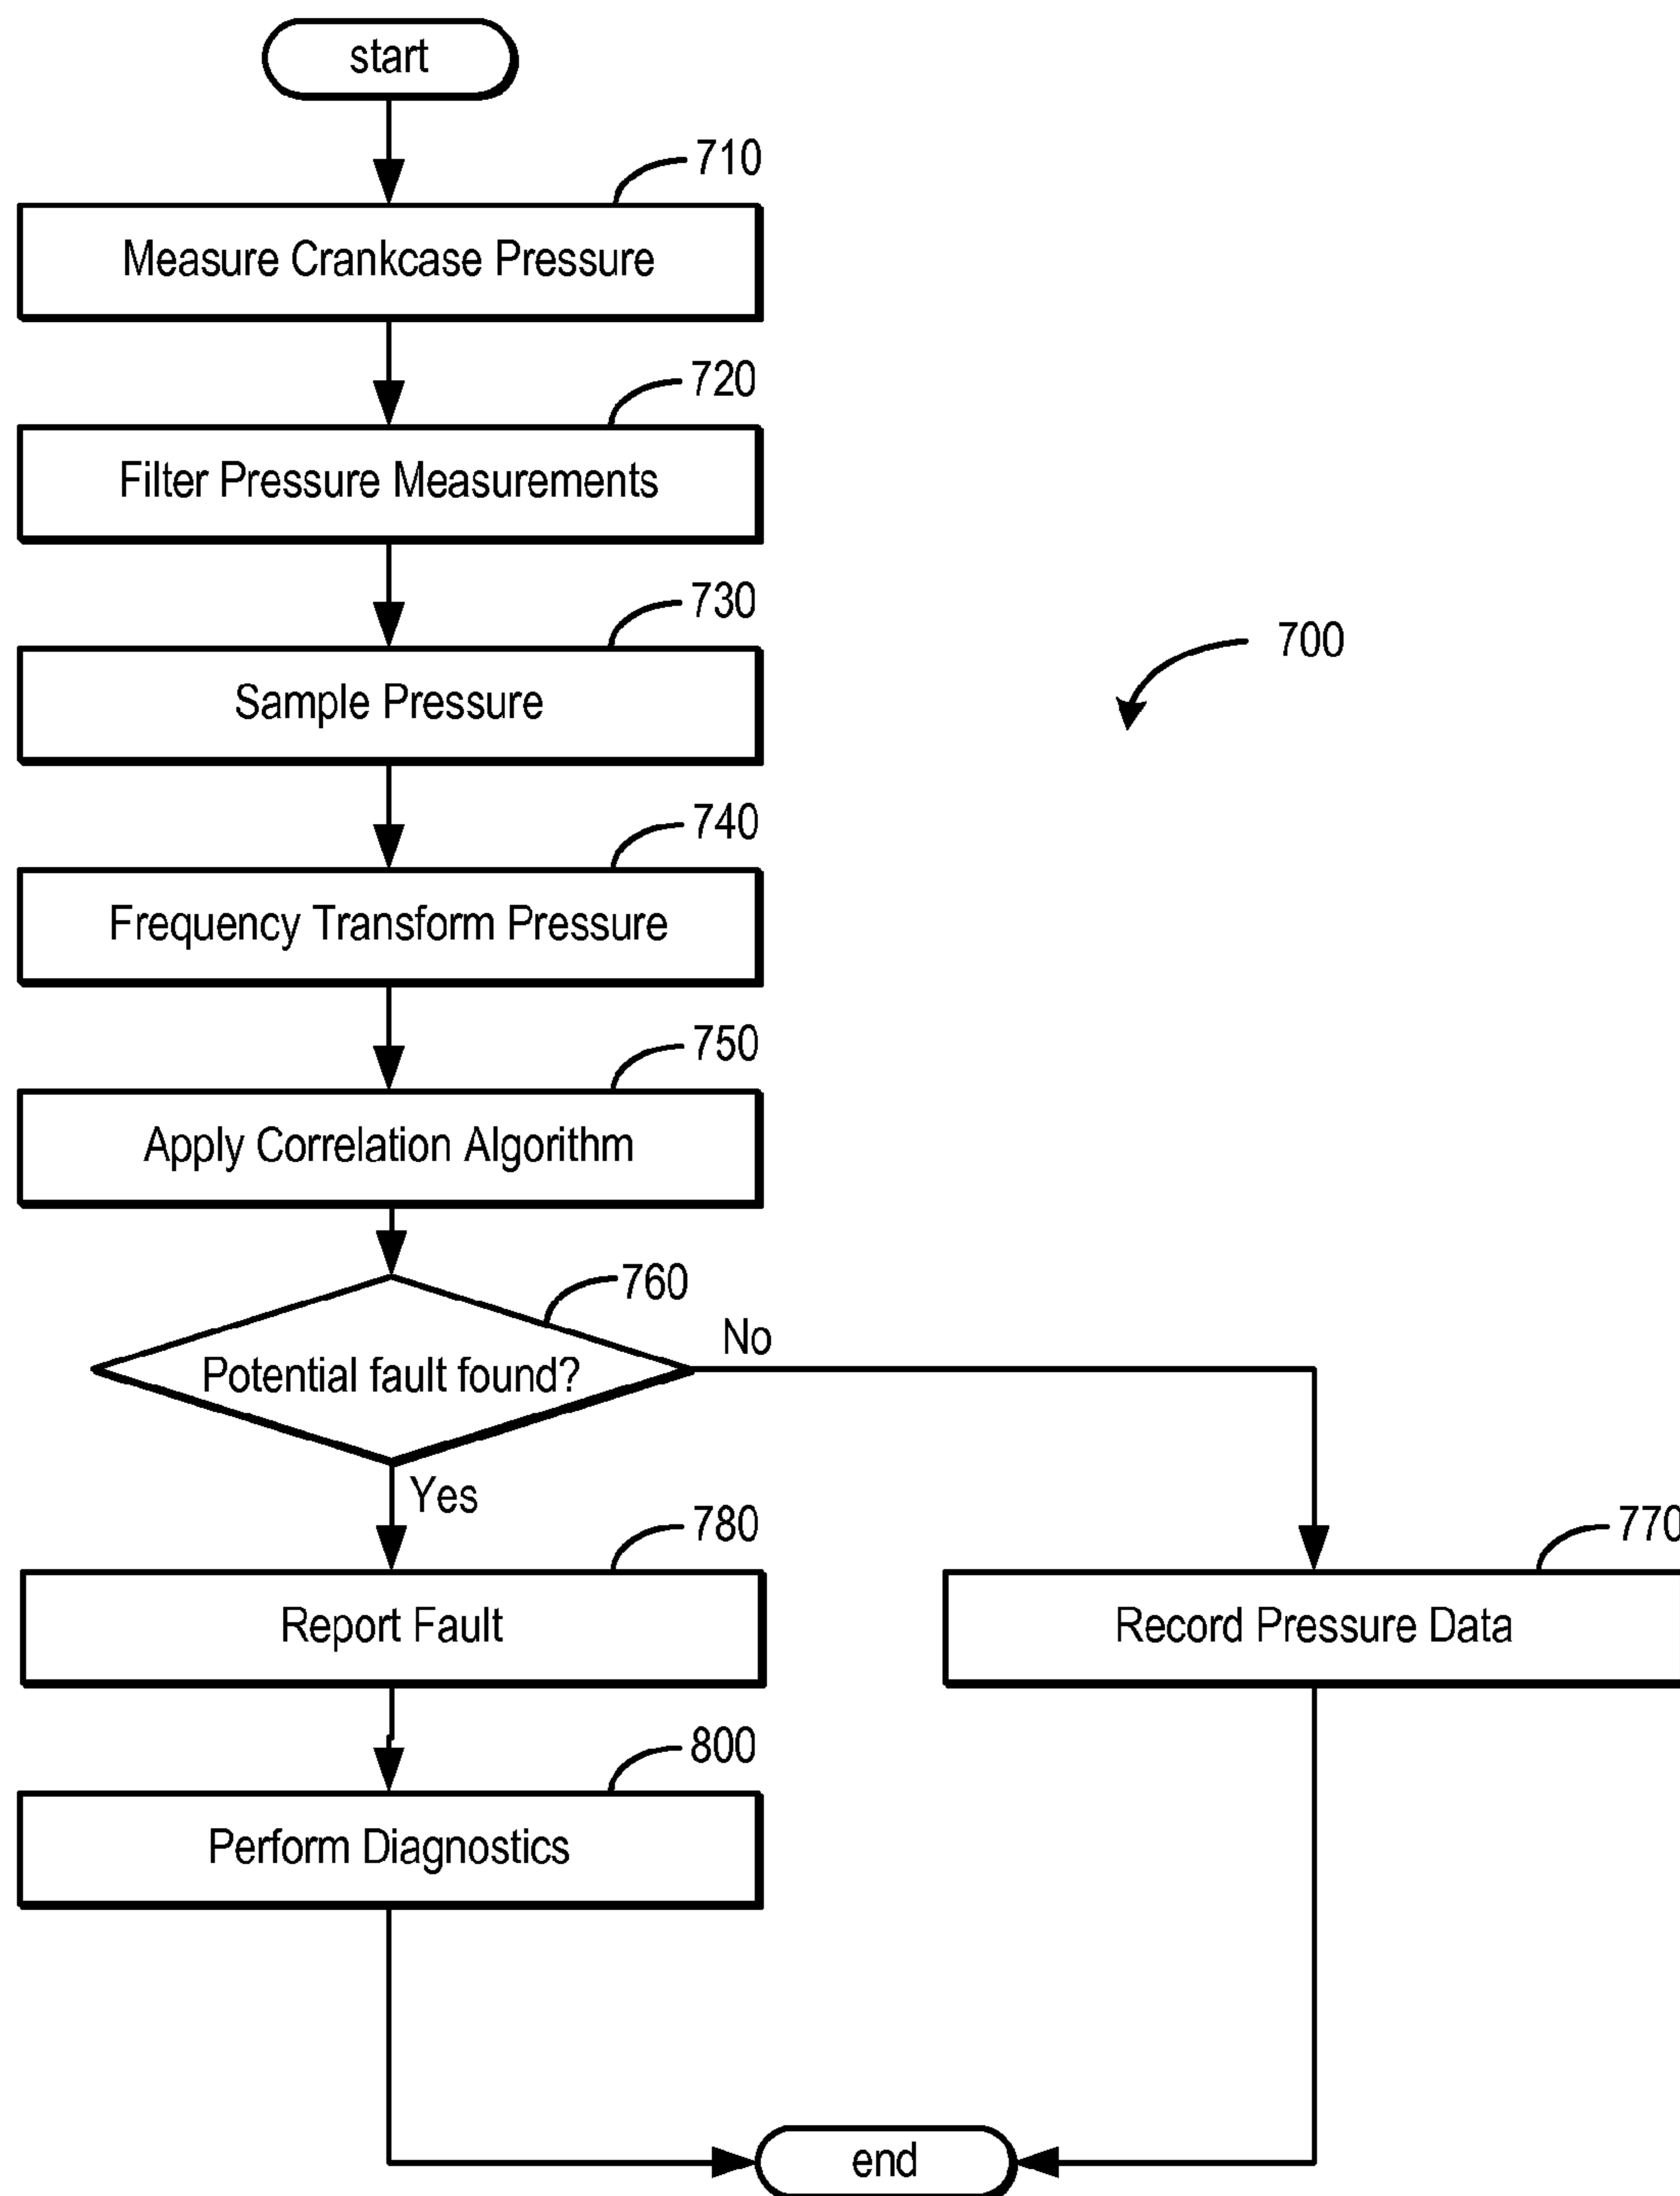 start
710
Measure Crankcase Pressure
720
Filter Pressure Measurements
730
Sample Pressure
700
740
Frequency Transform Pressure
750
Apply Correlation Algorithm
760
Potential fault found?
No
Yes
780
Report Fault
770
Record Pressure Data
800
Perform Diagnostics
end